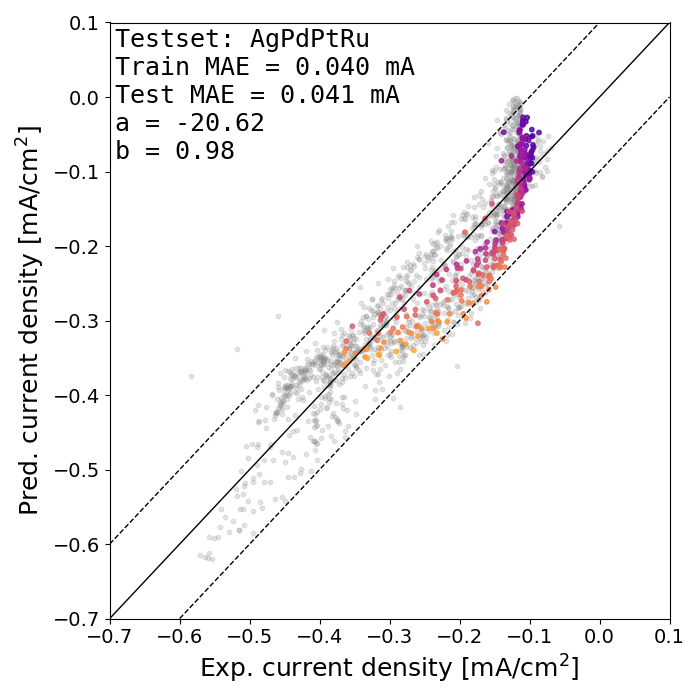 Testset: AgPdPtRu
Train MAE = 0.040 mA
Test MAE = 0.041 mA
a = -20.62
b = 0.98
0.1
0.0
−0.1
−0.2
−0.3
−0.4
−0.5
−0.6
−0.7
Pred. current density [mA/cm²]
−0.7 −0.6 −0.5 −0.4 −0.3 −0.2 −0.1 0.0 0.1
Exp. current density [mA/cm²]